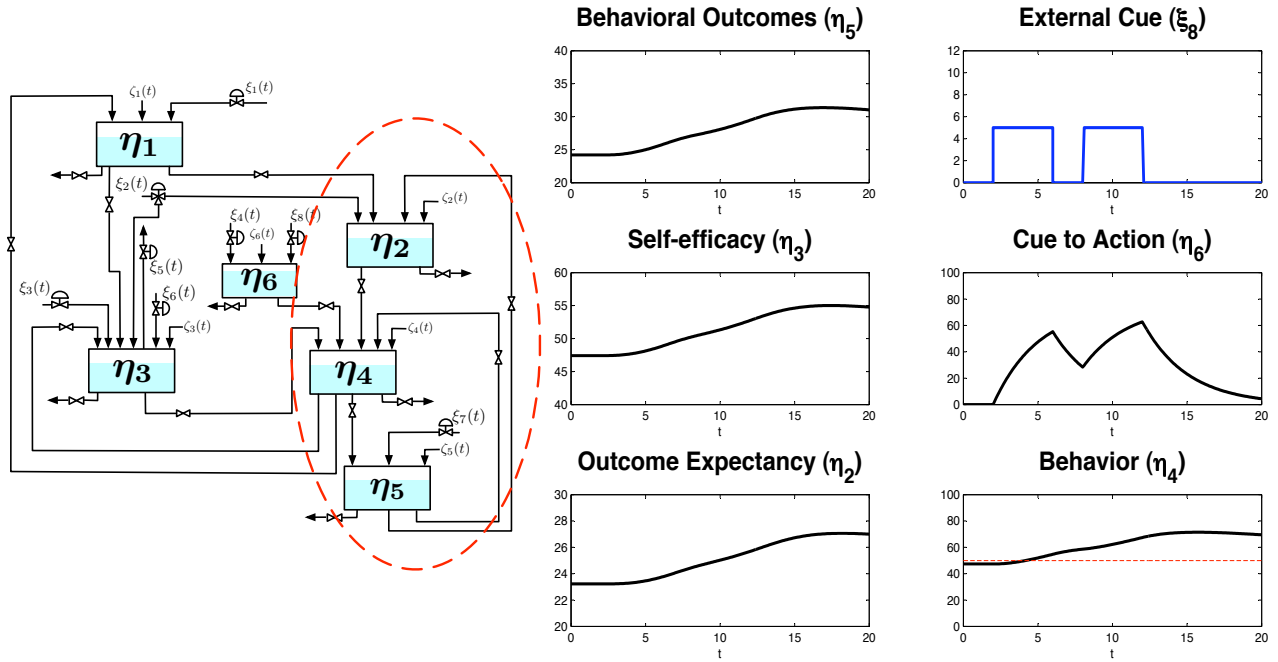 ζ₁(t)
ξ₁(t)
η₁
ξ₂(t)
ζ₂(t)
ξ₄(t)
ξ₈(t)
ζ₆(t)
η₂
η₆
ξ₅(t)
ξ₃(t)
ξ₆(t)
ζ₃(t)
ζ₄(t)
η₃
η₄
ξ₇(t)
ζ₅(t)
η₅
Behavioral Outcomes (η₅)
40
35
30
25
20
0 5 10 15 20
t
External Cue (ξ₈)
12
10
8
6
4
2
0
0 5 10 15 20
t
Self-efficacy (η₃)
60
55
50
45
40
0 5 10 15 20
t
Cue to Action (η₆)
100
80
60
40
20
0
0 5 10 15 20
t
Outcome Expectancy (η₂)
30
28
26
24
22
20
0 5 10 15 20
t
Behavior (η₄)
100
80
60
40
20
0
0 5 10 15 20
t